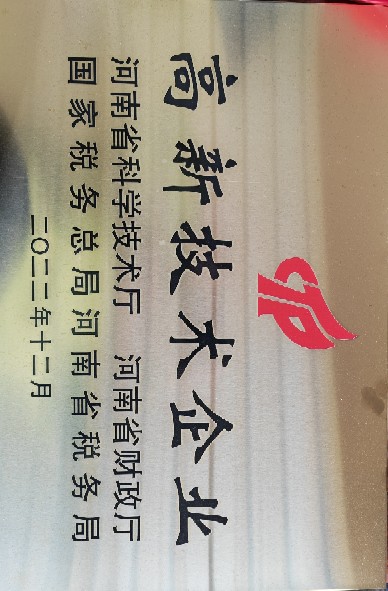 高新技术企业
河南省科学技术厅 河南省财政厅
国家税务总局河南省税务局
二〇二二年十二月